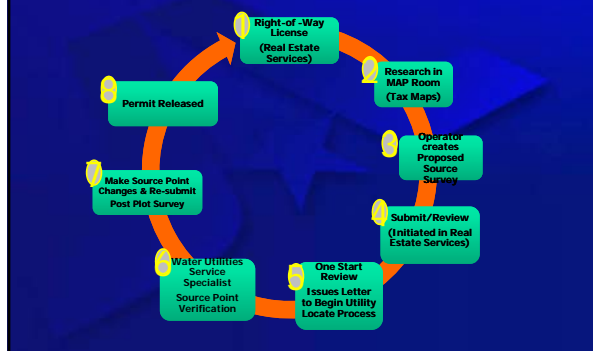 1
Right-of -Way
License
(Real Estate
Services)
2
Research in
MAP Room
(Tax Maps)
3
Operator
creates
Proposed
Source
Survey
4
Submit/Review
(Initiated in Real
Estate Services)
5
One Start
Review
Issues Letter
to Begin Utility
Locate Process
6
Water Utilities
Service
Specialist
Source Point
Verification
7
Make Source Point
Changes & Re-submit
Post Plot Survey
8
Permit Released